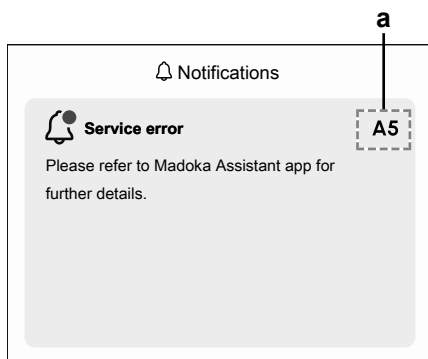 a
Notifications
Service error
A5
Please refer to Madoka Assistant app for
further details.